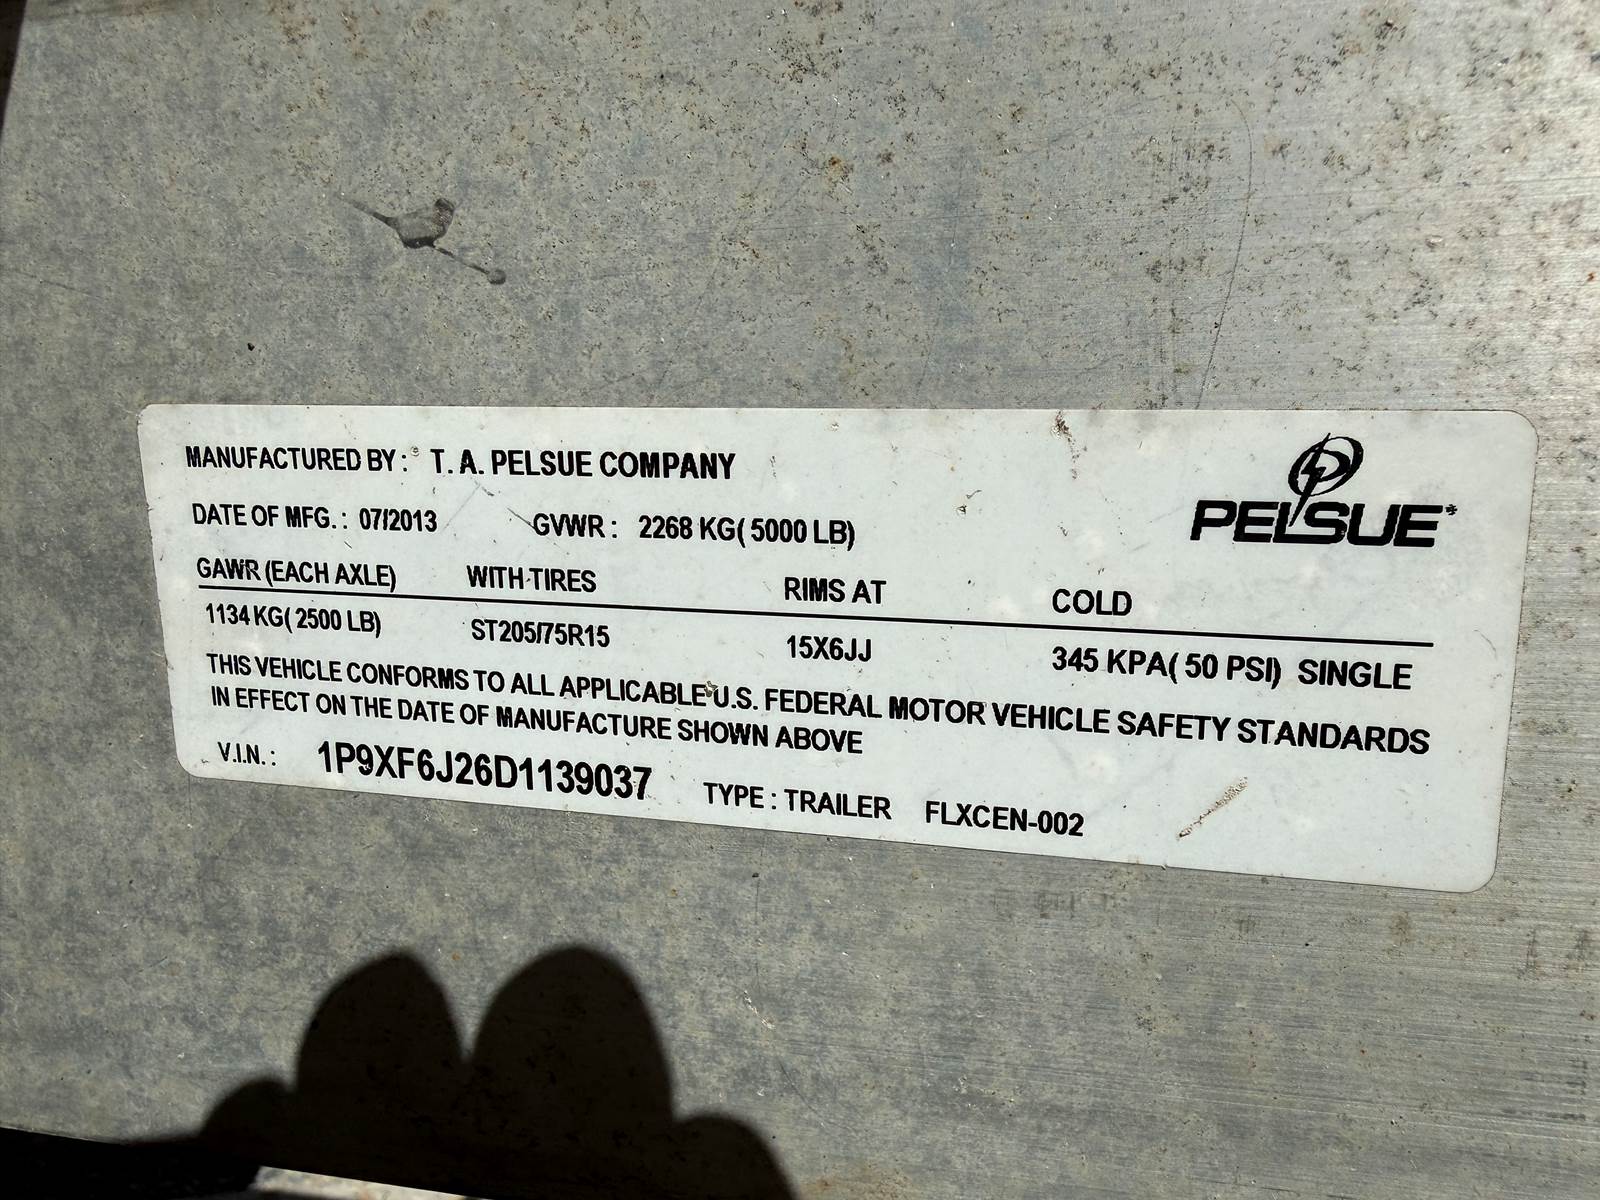 MANUFACTURED BY: T. A. PELSUE COMPANY
PELSUE
DATE OF MFG.: 07/2013 GVWR: 2268 KG( 5000 LB)
GAWR (EACH AXLE) WITH TIRES RIMS AT COLD
1134 KG( 2500 LB) ST205/75R15 15X6JJ 345 KPA( 50 PSI) SINGLE
THIS VEHICLE CONFORMS TO ALL APPLICABLE U.S. FEDERAL MOTOR VEHICLE SAFETY STANDARDS
IN EFFECT ON THE DATE OF MANUFACTURE SHOWN ABOVE
V.I.N.: 1P9XF6J26D1139037 TYPE: TRAILER FLXCEN-002